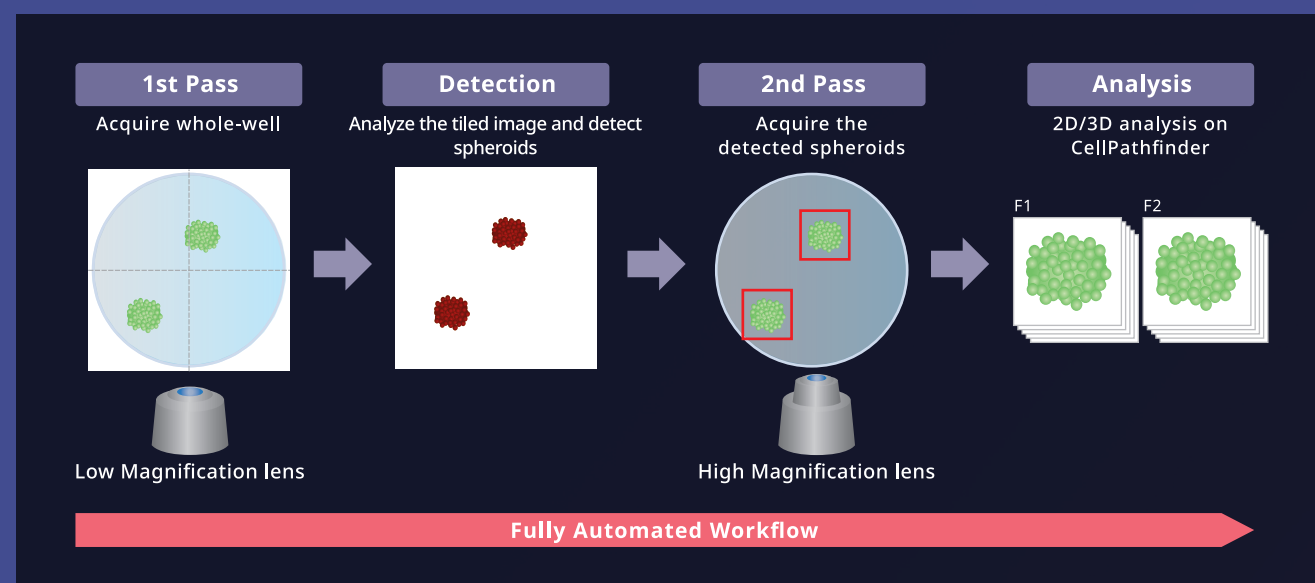 1st Pass
Acquire whole-well
Low Magnification lens
Detection
Analyze the tiled image and detect
spheroids
2nd Pass
Acquire the
detected spheroids
High Magnification lens
Analysis
2D/3D analysis on
CellPathfinder
F1
F2
Fully Automated Workflow